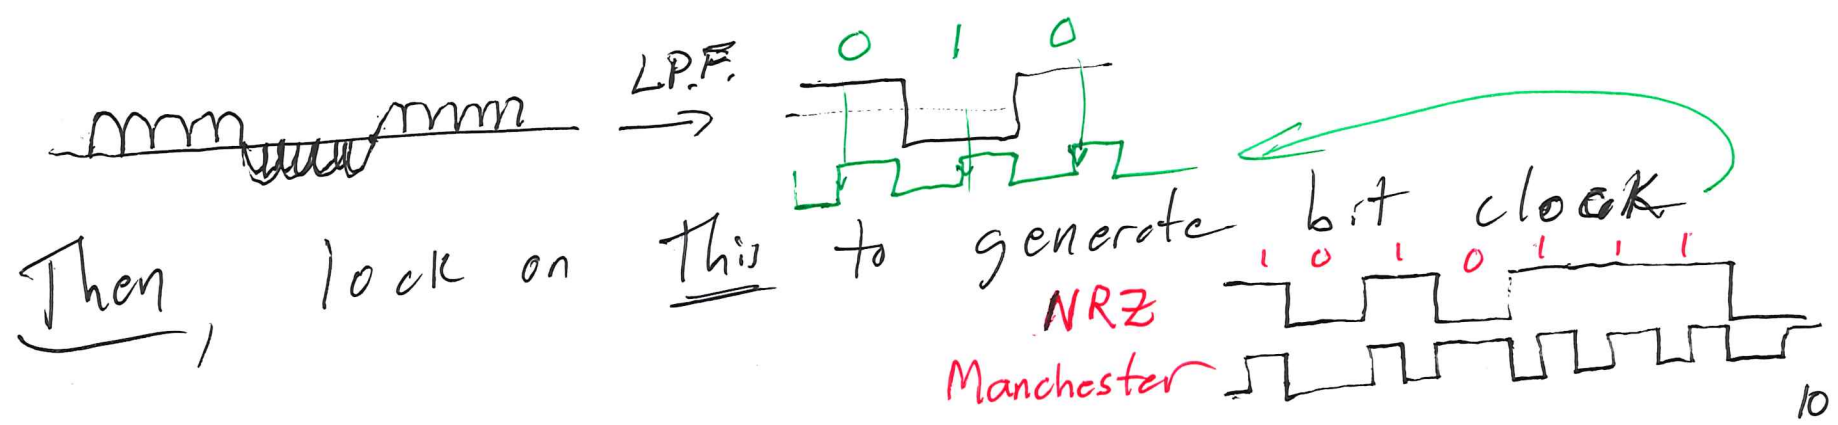 L.P.F.
0 1 0
Then, lock on This to generate bit clock
1 0 1 0 1 1 1
NRZ
Manchester
10